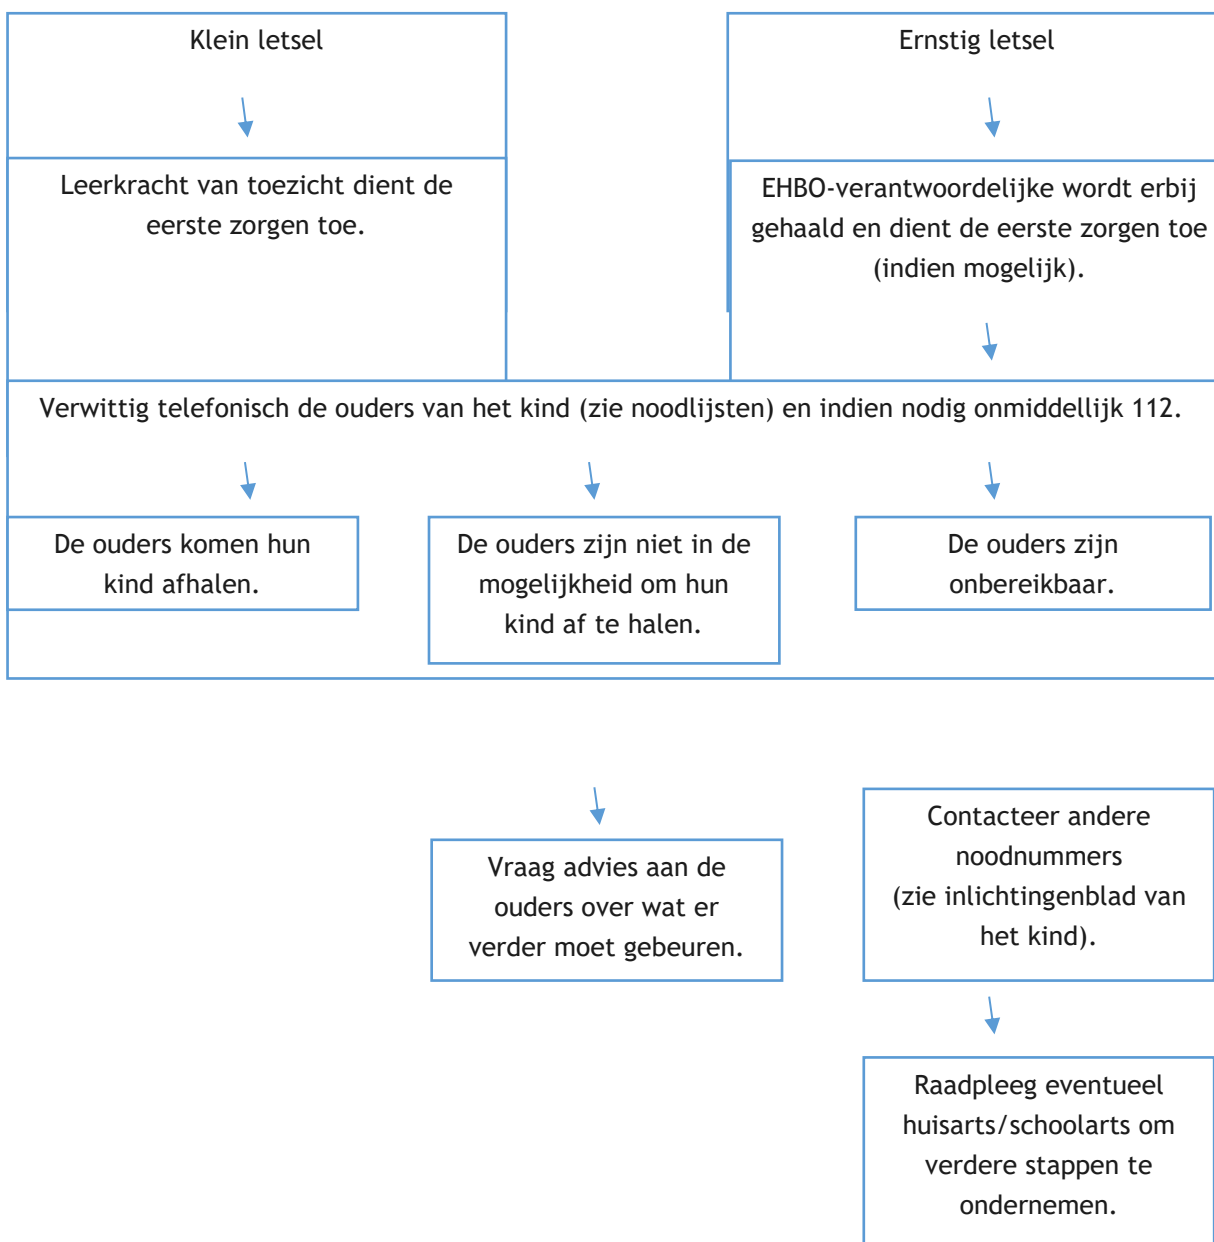 Klein letsel
Ernstig letsel
Leerkracht van toezicht dient de
eerste zorgen toe.
EHBO-verantwoordelijke wordt erbij
gehaald en dient de eerste zorgen toe
(indien mogelijk).
Verwittig telefonisch de ouders van het kind (zie noodlijsten) en indien nodig onmiddellijk 112.
De ouders komen hun
kind afhalen.
De ouders zijn niet in de
mogelijkheid om hun
kind af te halen.
De ouders zijn
onbereikbaar.
Vraag advies aan de
ouders over wat er
verder moet gebeuren.
Contacteer andere
noodnummers
(zie inlichtingenblad van
het kind).
Raadpleeg eventueel
huisarts/schoolarts om
verdere stappen te
ondernemen.